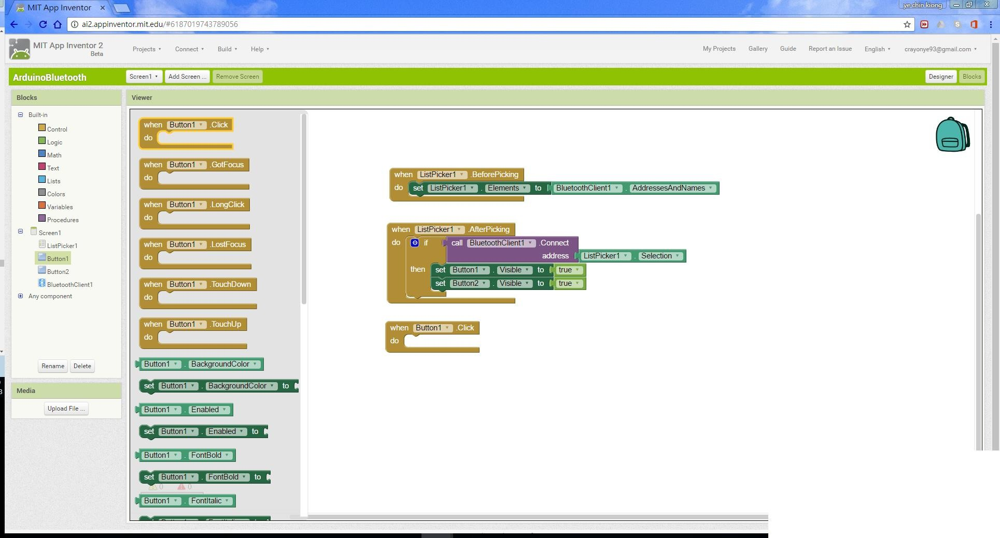 MIT App Inventor
ye chin kiong
ai2.appinventor.mit.edu/#6187019743789056
MIT App Inventor 2
Beta
Projects Connect Build Help
My Projects Gallery Guide Report an Issue English crayonye93@gmail.com
ArduinoBluetooth
Screen1 Add Screen ... Remove Screen
Designer Blocks
Blocks
Built-in
Control
Logic
Math
Text
Lists
Colors
Variables
Procedures
Screen1
ListPicker1
Button1
Button2
BluetoothClient1
Any component
Rename Delete
Media
Upload File ...
Viewer
when Button1 .Click
do
when Button1 .GotFocus
do
when Button1 .LongClick
do
when Button1 .LostFocus
do
when Button1 .TouchDown
do
when Button1 .TouchUp
do
Button1 . BackgroundColor
set Button1 . BackgroundColor to
Button1 . Enabled
set Button1 . Enabled to
Button1 . FontBold
set Button1 . FontBold to
0 0
Button1 . FontItalic
when ListPicker1 .BeforePicking
do set ListPicker1 . Elements to BluetoothClient1 . AddressesAndNames
when ListPicker1 .AfterPicking
do if call BluetoothClient1 .Connect
address ListPicker1 . Selection
then set Button1 . Visible to true
set Button2 . Visible to true
when Button1 .Click
do